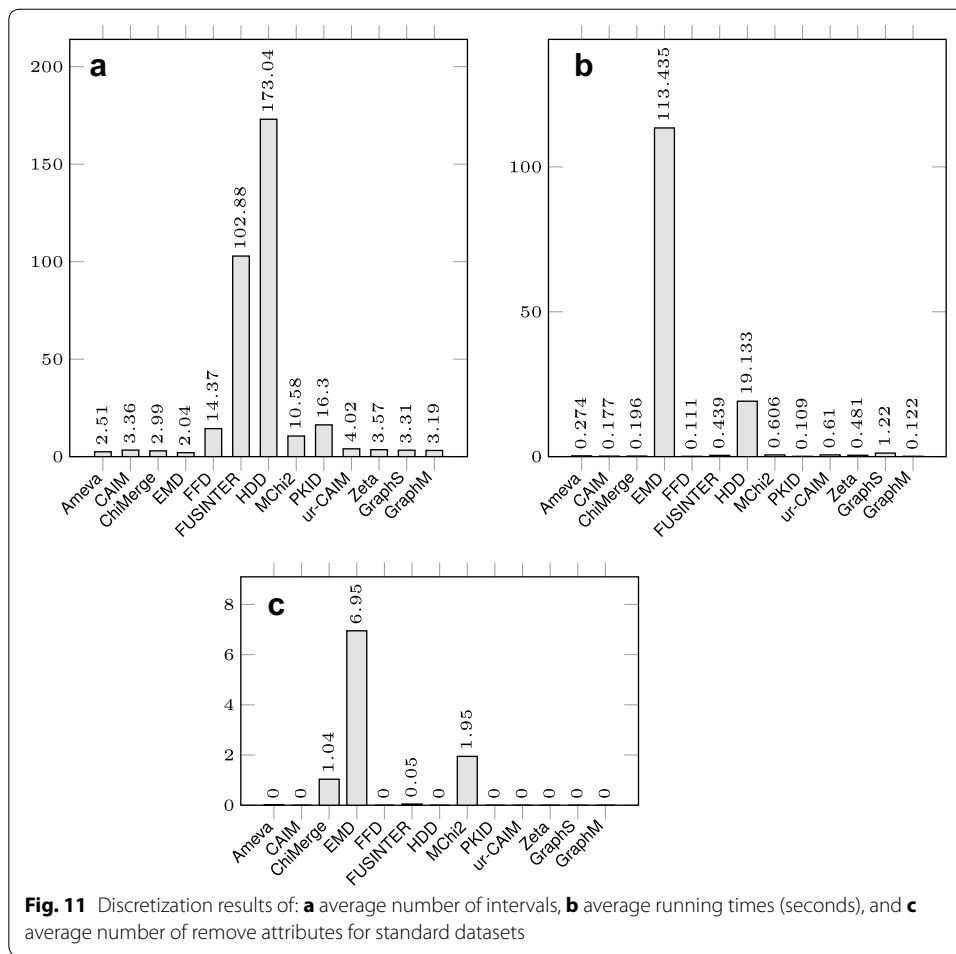 a
200
150
100
50
0
2.51
3.36
2.99
2.04
14.37
102.88
173.04
10.58
16.3
4.02
3.57
3.31
3.19
Ameva
CAIM
ChiMerge
EMD
FFD
FUSINTER
HDD
MChi2
PKID
ur-CAIM
Zeta
GraphS
GraphM
b
100
50
0
0.274
0.177
0.196
113.435
0.111
0.439
19.133
0.606
0.109
0.61
0.481
1.22
0.122
Ameva
CAIM
ChiMerge
EMD
FFD
FUSINTER
HDD
MChi2
PKID
ur-CAIM
Zeta
GraphS
GraphM
c
8
6
4
2
0
0
0
1.04
6.95
0
0.05
0
1.95
0
0
0
0
0
Ameva
CAIM
ChiMerge
EMD
FFD
FUSINTER
HDD
MChi2
PKID
ur-CAIM
Zeta
GraphS
GraphM
Fig. 11 Discretization results of: a average number of intervals, b average running times (seconds), and c
average number of remove attributes for standard datasets